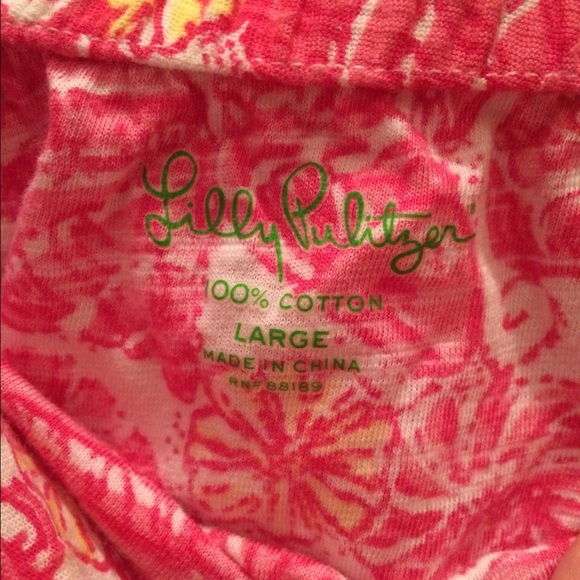 Lilly Pulitzer
100% COTTON
LARGE
MADE IN CHINA
RN# 88189